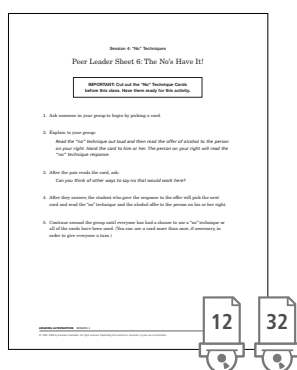 Session 4: "No" Techniques
Peer Leader Sheet 6: The No's Have It!
IMPORTANT: Cut out the "No" Technique Cards
before this class. Have them ready for this activity.
1. Ask someone in your group to begin by picking a card.
2. Explain to your group:
Read the "no" technique out loud and then read the offer of alcohol to the person
on your right. Hand the card to him or her. The person on your right will read the
"no" technique response.
3. After the pair reads the card, ask:
Can you think of other ways to say no that would work here?
4. After they answer, the student who gave the response to the offer will pick the next
card and read the "no" technique and the alcohol offer to the person on his or her right.
5. Continue around the group until everyone has had a chance to use a "no" technique or
all of the cards have been used. (You can use a card more than once, if necessary, in
order to give everyone a turn.)
12
32